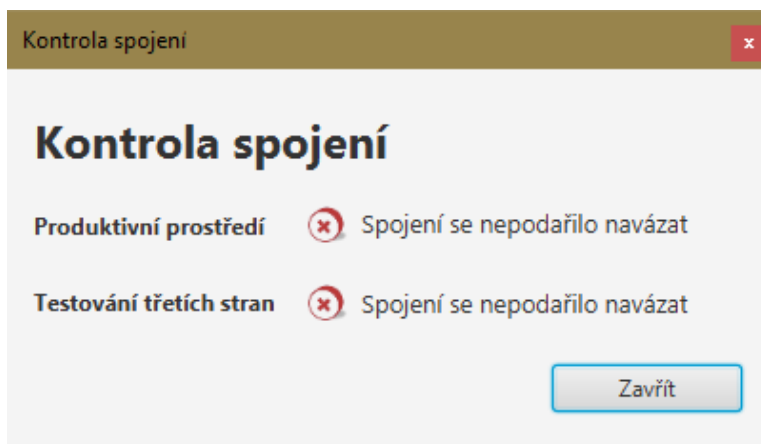 Kontrola spojení
x
Kontrola spojení
Produktivní prostředí Spojení se nepodařilo navázat
Testování třetích stran Spojení se nepodařilo navázat
Zavřít